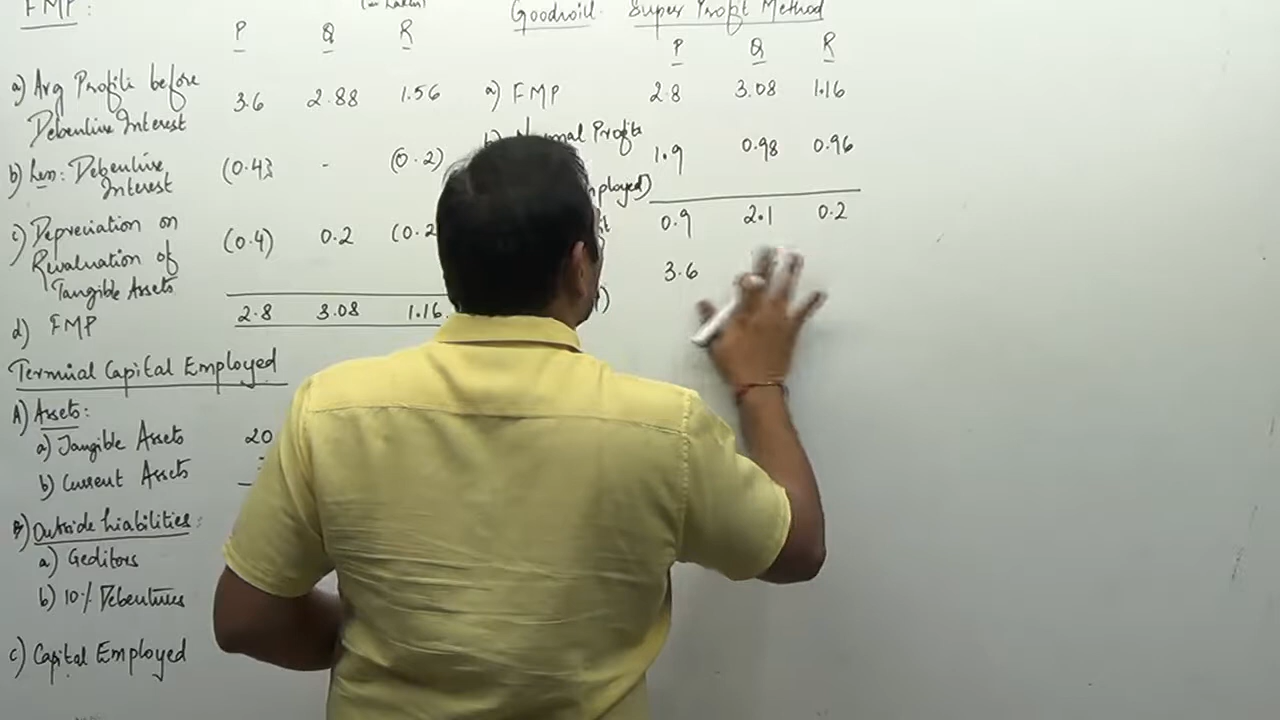 FMP:
(in Lakhs)
P Q R
a) Avg Profits before 3.6 2.88 1.56
Debenture Interest
b) Less: Debenture (0.4) - (0.2)
Interest
c) Depreciation on (0.4) 0.2 (0.2
Revaluation of
Tangible Assets
d) FMP 2.8 3.08 1.16
Terminal Capital Employed
A) Assets:
a) Tangible Assets 20
b) Current Assets
B) Outside Liabilities:
a) Creditors
b) 10% Debentures
c) Capital Employed
Goodwill: Super Profit Method
P Q R
a) FMP 2.8 3.08 1.16
Profits 1.9 0.98 0.96
0.9 2.1 0.2
3.6